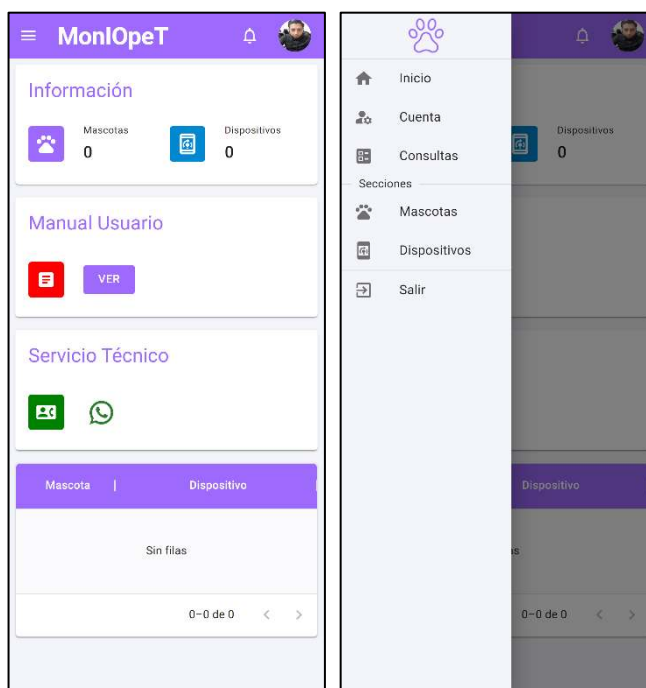 MonIOpeT
Información
Mascotas
0
Dispositivos
0
Manual Usuario
VER
Servicio Técnico
Mascota | Dispositivo
Sin filas
0-0 de 0
Inicio
Cuenta
Consultas
Secciones
Mascotas
Dispositivos
Salir
Dispositivos
0
Dispositivo
as
0-0 de 0